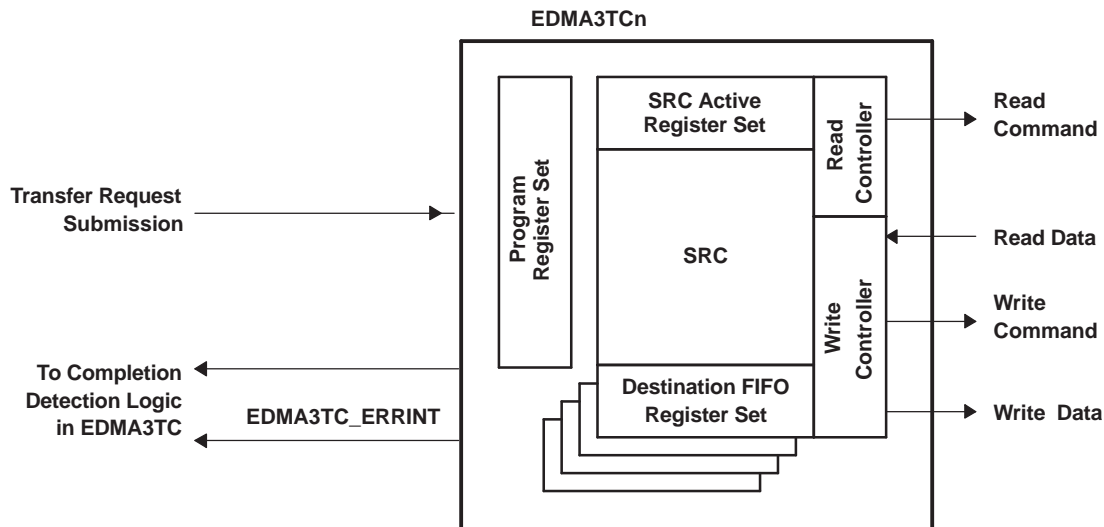 EDMA3TCn
SRC Active
Register Set
Read
Controller
Read
Command
Transfer Request
Submission
Program
Register Set
SRC
Read Data
Write
Controller
Write
Command
To Completion
Detection Logic
in EDMA3TC
EDMA3TC_ERRINT
Destination FIFO
Register Set
Write Data